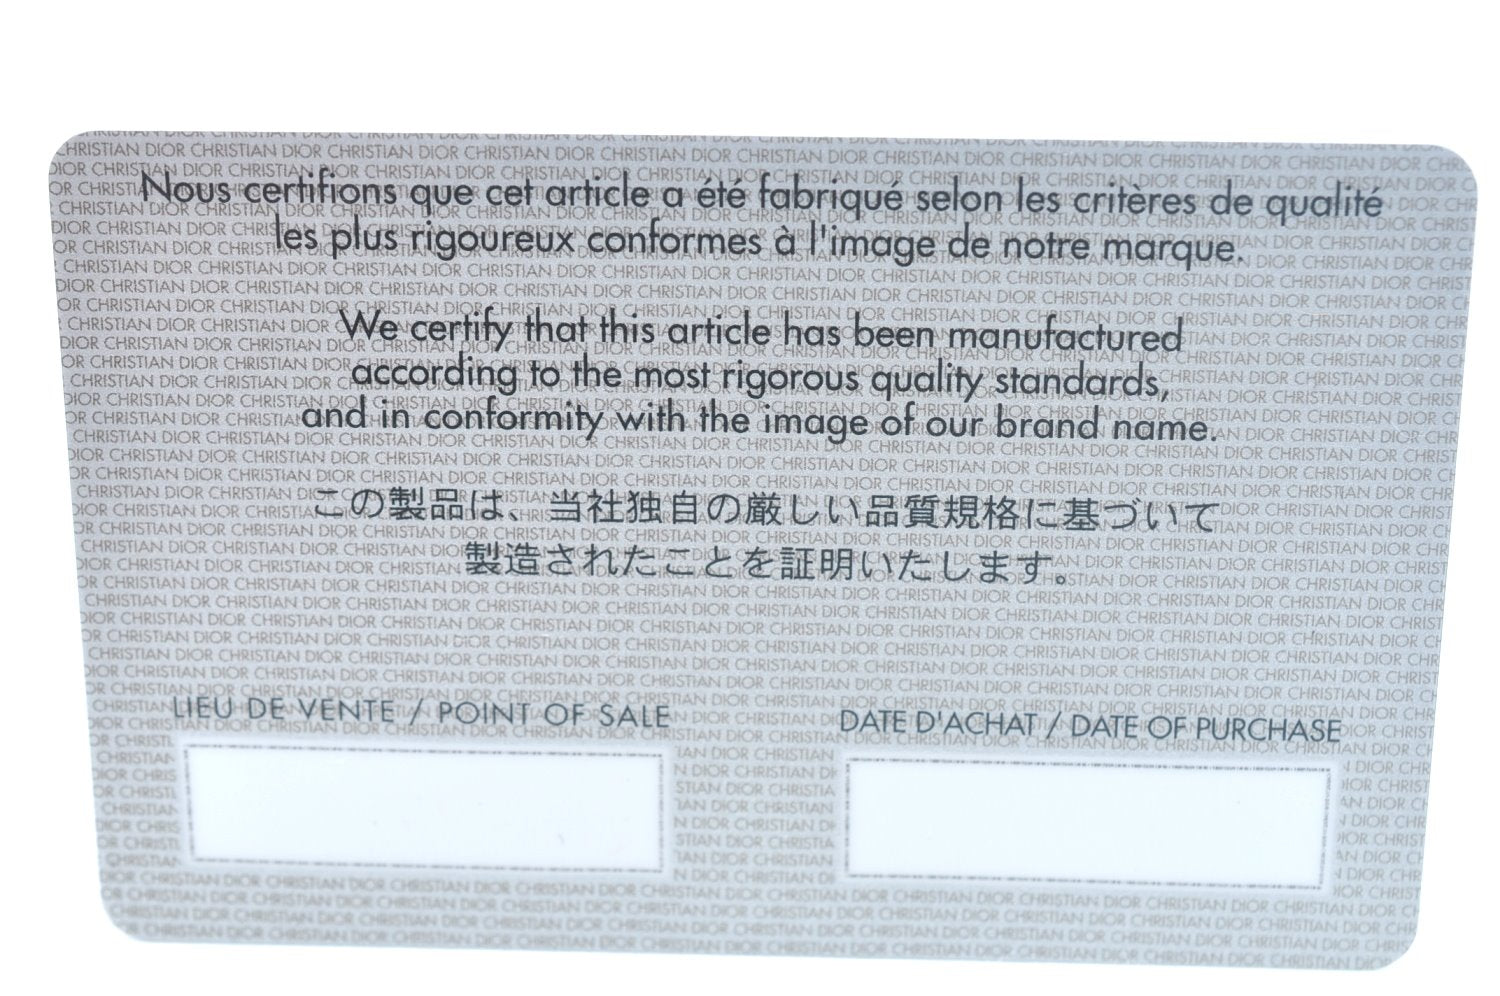 Nous certifions que cet article a été fabriqué selon les critères de qualité
les plus rigoureux conformes à l'image de notre marque.
We certify that this article has been manufactured
according to the most rigorous quality standards,
and in conformity with the image of our brand name.
この製品は、当社独自の厳しい品質規格に基づいて
製造されたことを証明いたします。
LIEU DE VENTE / POINT OF SALE
DATE D'ACHAT / DATE OF PURCHASE